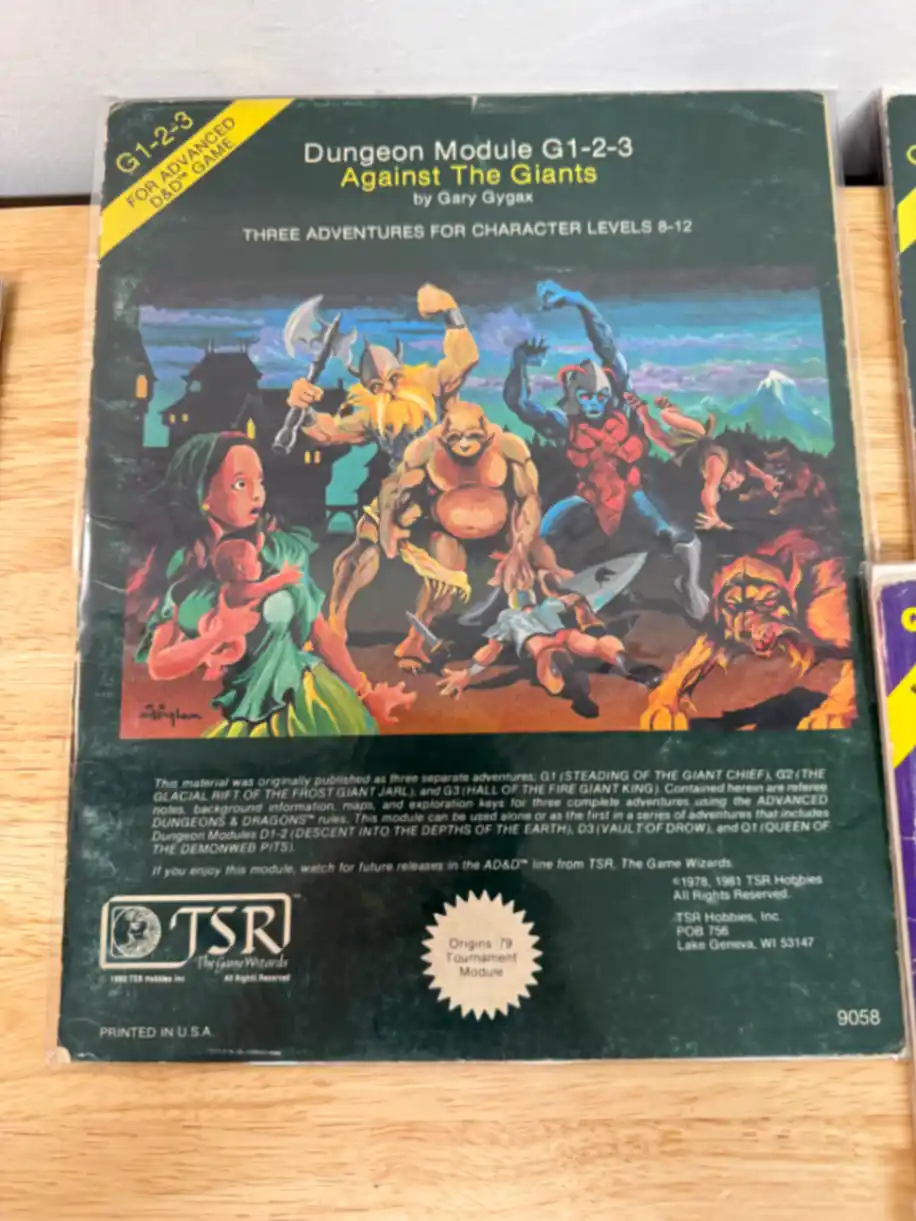 G1-2-3
FOR ADVANCED
D&D™ GAME
Dungeon Module G1-2-3
Against The Giants
by Gary Gygax
THREE ADVENTURES FOR CHARACTER LEVELS 8-12
This material was originally published as three separate adventures; G1 (STEADING OF THE GIANT CHIEF), G2 (THE
GLACIAL RIFT OF THE FROST GIANT JARL), and G3 (HALL OF THE FIRE GIANT KING). Contained herein are referee
notes, background information, maps, and exploration keys for three complete adventures using the ADVANCED
DUNGEONS & DRAGONS™ rules. This module can be used alone or as the first in a series of adventures that includes
Dungeon Modules D1-2 (DESCENT INTO THE DEPTHS OF THE EARTH), D3 (VAULT OF DROW), and Q1 (QUEEN OF
THE DEMONWEB PITS).
If you enjoy this module, watch for future releases in the AD&D™ line from TSR, The Game Wizards.
©1978, 1981 TSR Hobbies
All Rights Reserved.
TSR Hobbies, Inc.
POB 756
Lake Geneva, WI 53147
TSR™
The Game Wizards
1980 TSR Hobbies Inc All Rights Reserved
Origins '79
Tournament
Module
PRINTED IN U.S.A.
9058